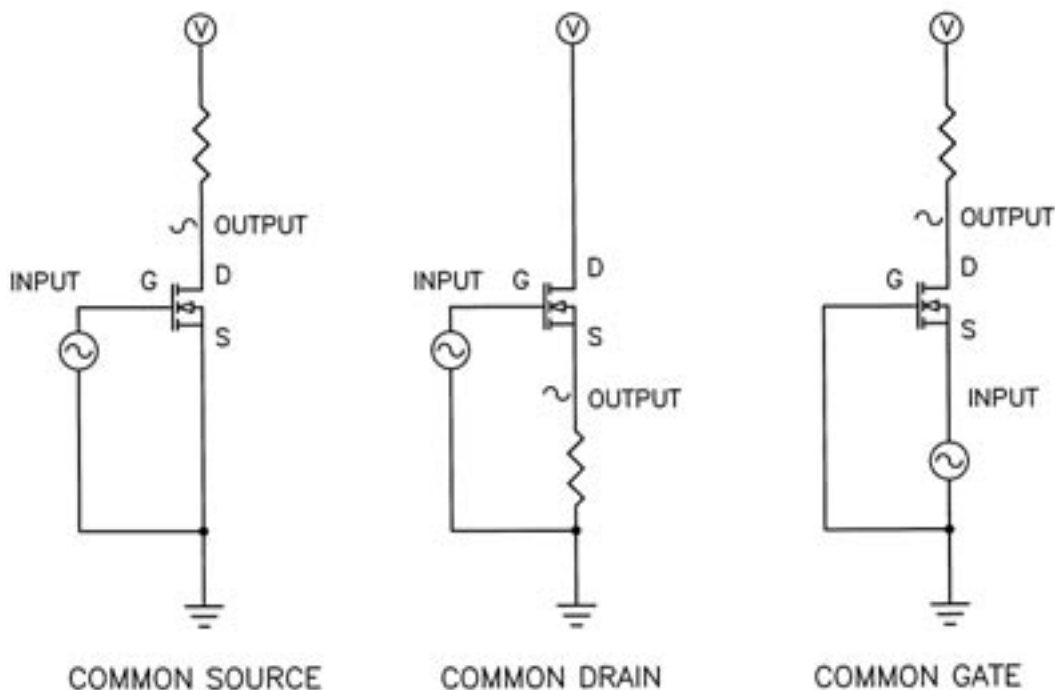 V
OUTPUT
INPUT
G
D
S
COMMON SOURCE
V
INPUT
G
D
S
OUTPUT
COMMON DRAIN
V
OUTPUT
G
D
S
INPUT
COMMON GATE